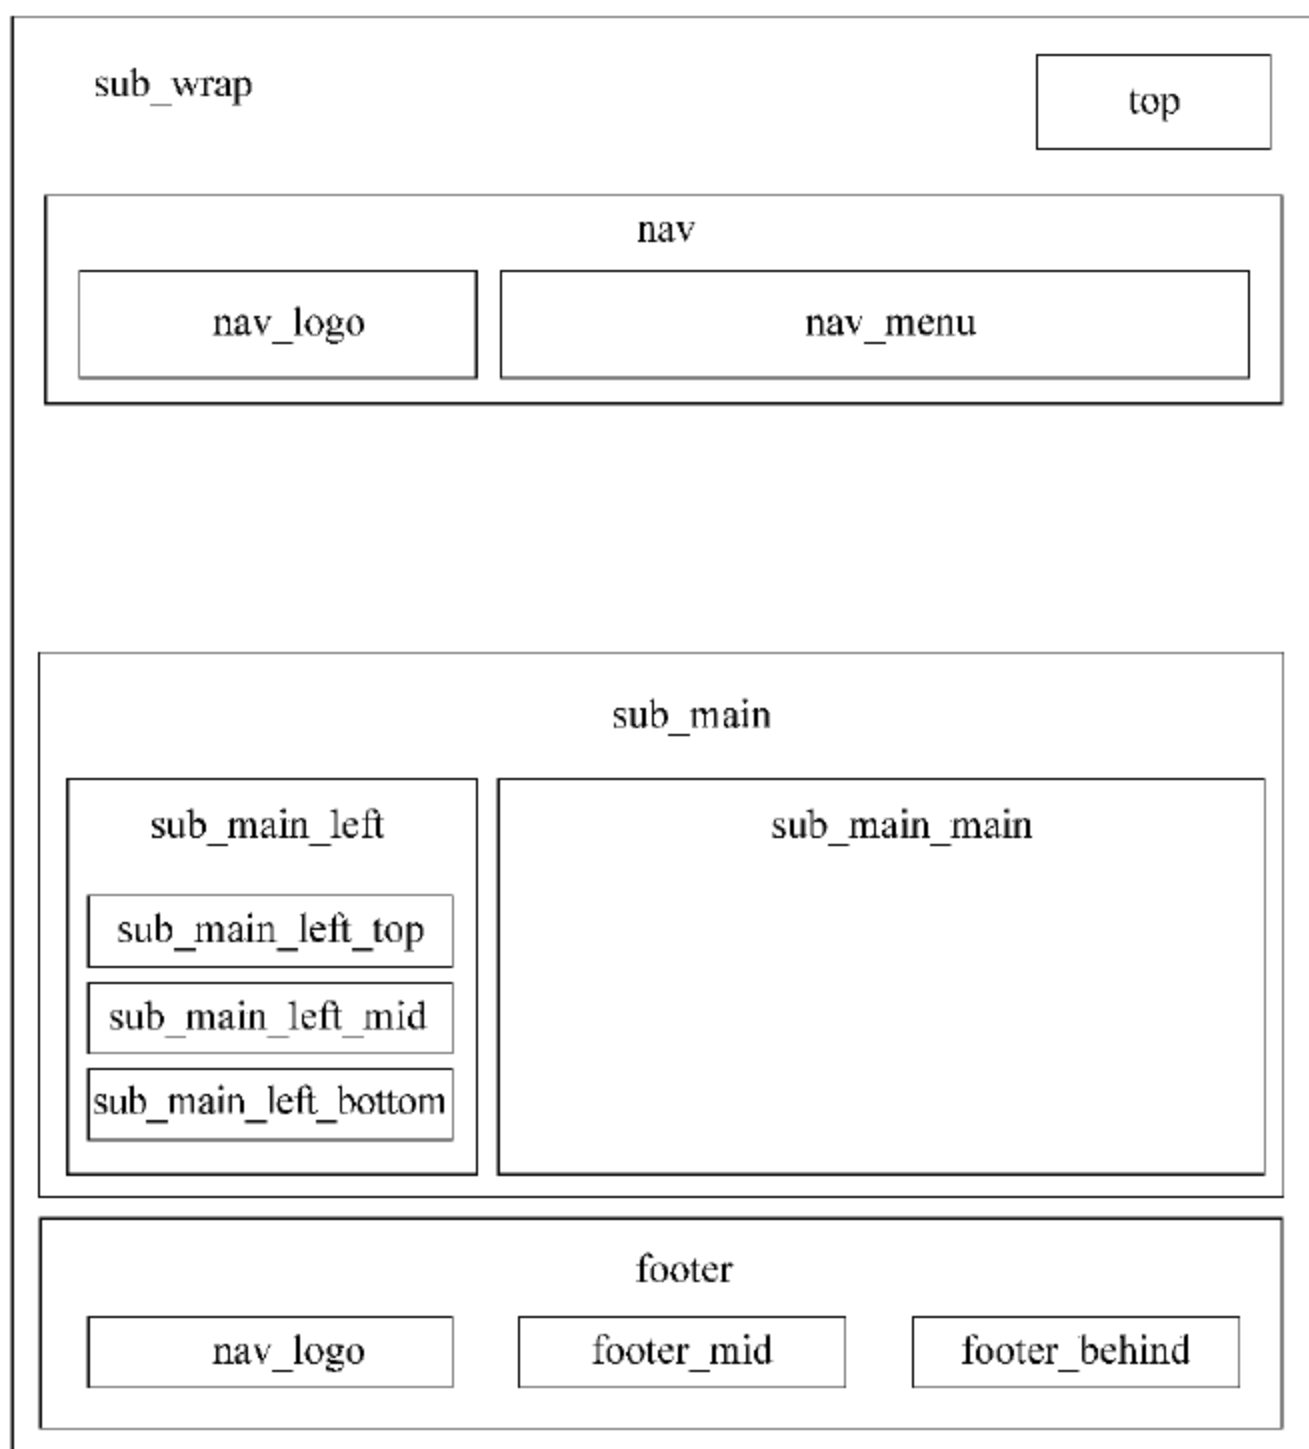 sub_wrap
top
nav
nav_logo
nav_menu
sub_main
sub_main_left
sub_main_main
sub_main_left_top
sub_main_left_mid
sub_main_left_bottom
footer
nav_logo
footer_mid
footer_behind